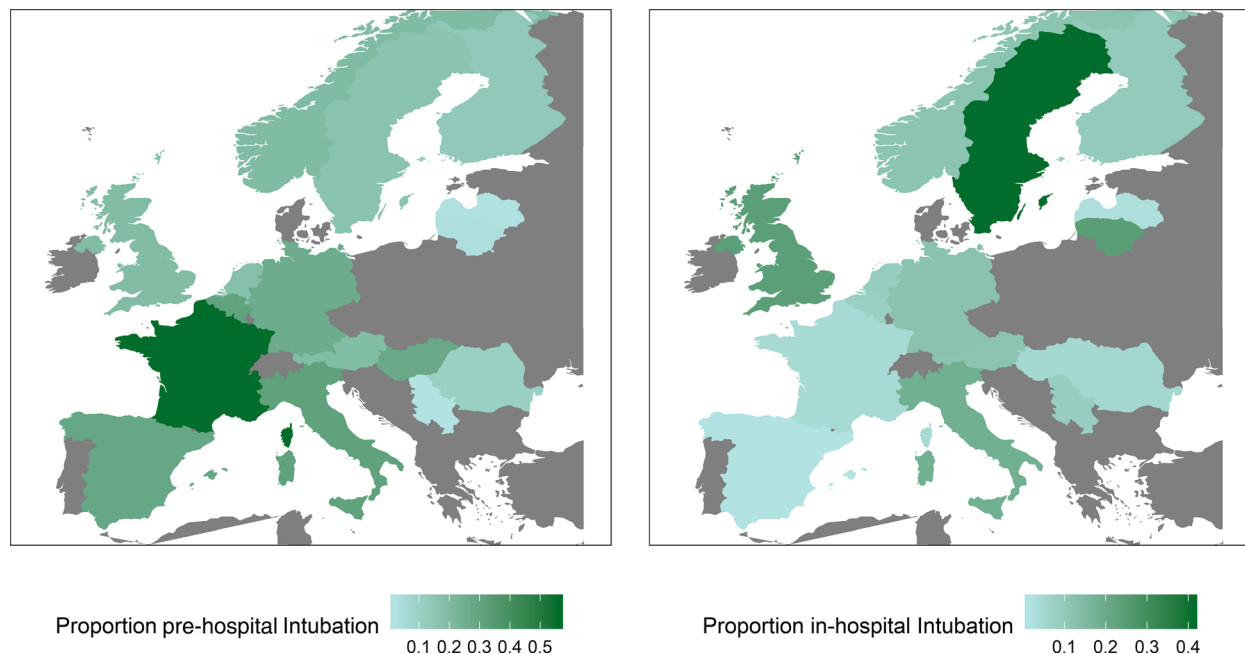 Proportion pre-hospital Intubation
0.1 0.2 0.3 0.4 0.5
Proportion in-hospital Intubation
0.1 0.2 0.3 0.4